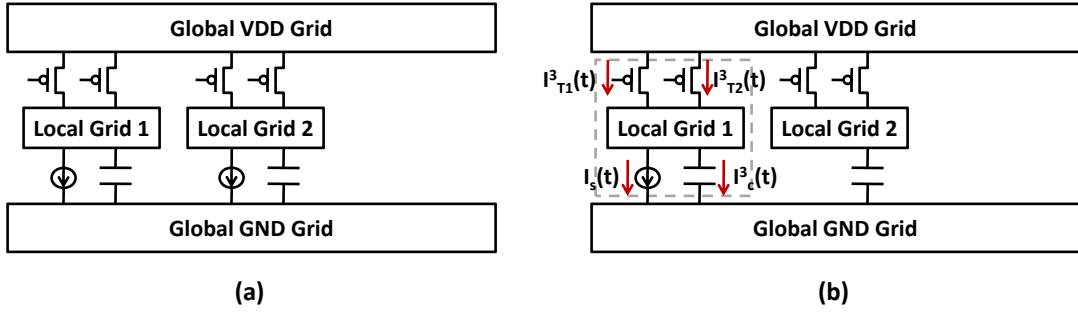 Global VDD Grid
Local Grid 1
Local Grid 2
Global GND Grid
(a)
Global VDD Grid
I³T1(t)
I³T2(t)
Local Grid 1
Local Grid 2
Is(t)
I³c(t)
Global GND Grid
(b)